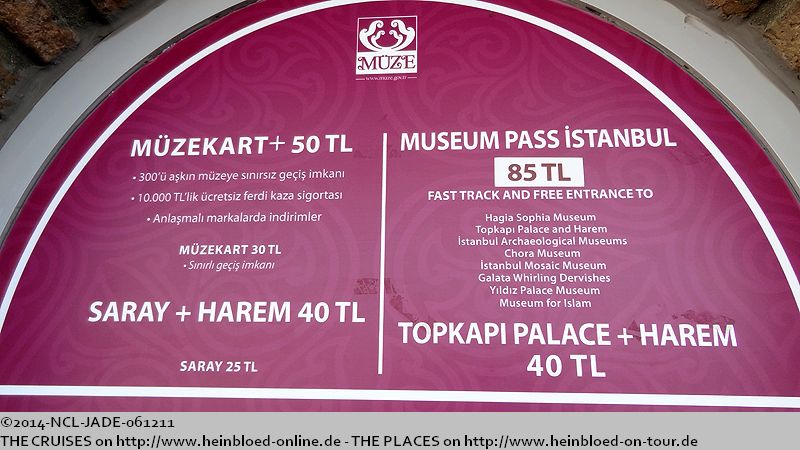 MÜZE
www.muze.gov.tr
MÜZEKART+ 50 TL
• 300'ü aşkın müzeye sınırsız geçiş imkanı
• 10.000 TL'lik ücretsiz ferdi kaza sigortası
• Anlaşmalı markalarda indirimler
MÜZEKART 30 TL
• Sınırlı geçiş imkanı
SARAY + HAREM 40 TL
SARAY 25 TL
MUSEUM PASS İSTANBUL
85 TL
FAST TRACK AND FREE ENTRANCE TO
Hagia Sophia Museum
Topkapı Palace and Harem
İstanbul Archaeological Museums
Chora Museum
İstanbul Mosaic Museum
Galata Whirling Dervishes
Yıldız Palace Museum
Museum for Islam
TOPKAPI PALACE + HAREM
40 TL
©2014-NCL-JADE-061211
THE CRUISES on http://www.heinbloed-online.de - THE PLACES on http://www.heinbloed-on-tour.de